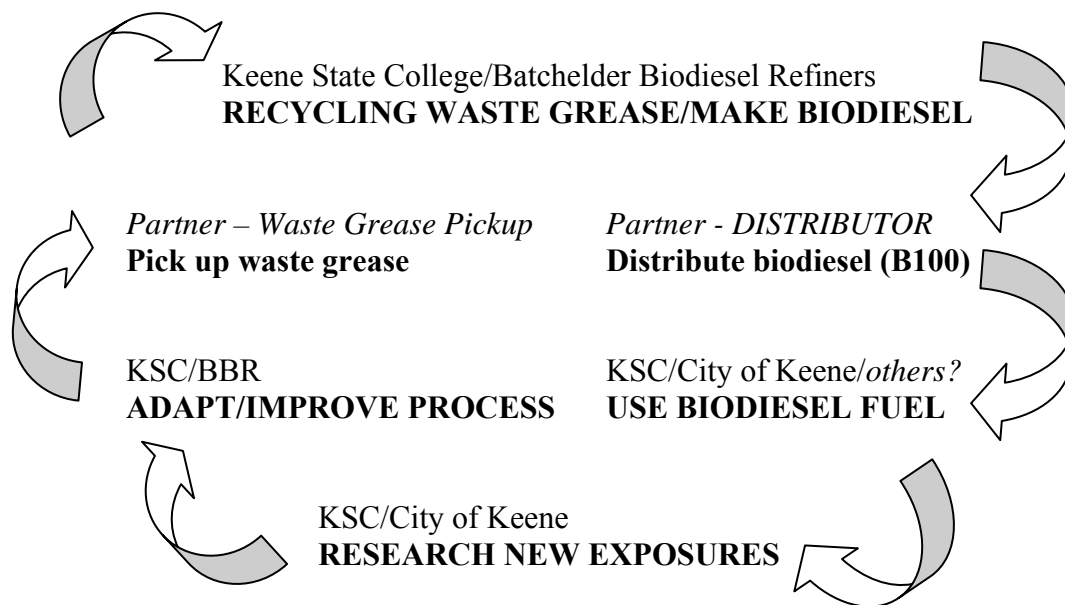 Keene State College/Batchelder Biodiesel Refiners
RECYCLING WASTE GREASE/MAKE BIODIESEL
Partner – Waste Grease Pickup
Pick up waste grease
Partner - DISTRIBUTOR
Distribute biodiesel (B100)
KSC/BBR
ADAPT/IMPROVE PROCESS
KSC/City of Keene/others?
USE BIODIESEL FUEL
KSC/City of Keene
RESEARCH NEW EXPOSURES